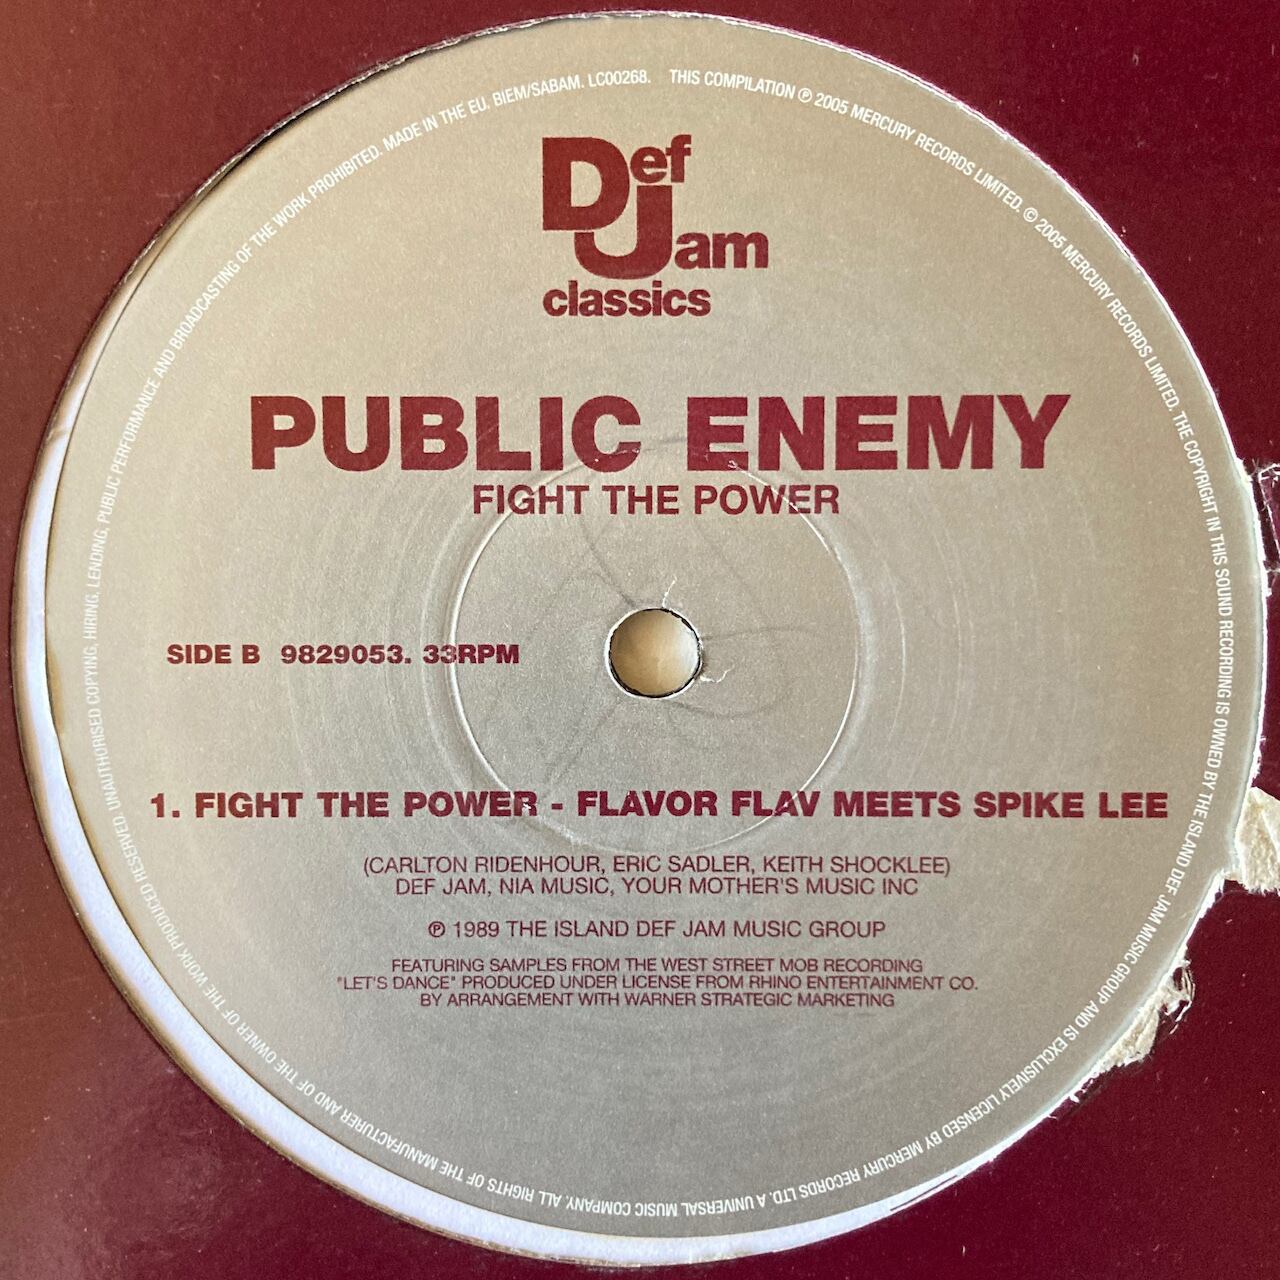 Def
Jam
classics
PUBLIC ENEMY
FIGHT THE POWER
SIDE B 9829053. 33RPM
1. FIGHT THE POWER - FLAVOR FLAV MEETS SPIKE LEE
(CARLTON RIDENHOUR, ERIC SADLER, KEITH SHOCKLEE)
DEF JAM, NIA MUSIC, YOUR MOTHER'S MUSIC INC
℗ 1989 THE ISLAND DEF JAM MUSIC GROUP
FEATURING SAMPLES FROM THE WEST STREET MOB RECORDING
"LET'S DANCE" PRODUCED UNDER LICENSE FROM RHINO ENTERTAINMENT CO.
BY ARRANGEMENT WITH WARNER STRATEGIC MARKETING
THIS COMPILATION ℗ 2005 MERCURY RECORDS LIMITED. © 2005 MERCURY RECORDS LIMITED. THE COPYRIGHT IN THIS SOUND RECORDING IS OWNED BY THE ISLAND DEF JAM MUSIC GROUP AND IS EXCLUSIVELY LICENSED BY MERCURY RECORDS LTD. A UNIVERSAL MUSIC COMPANY. ALL RIGHTS OF THE MANUFACTURER AND OF THE OWNER OF THE WORK PRODUCED RESERVED. UNAUTHORISED COPYING, HIRING, LENDING, PUBLIC PERFORMANCE AND BROADCASTING OF THE WORK PROHIBITED. MADE IN THE EU. BIEM/SABAM. LC00268.